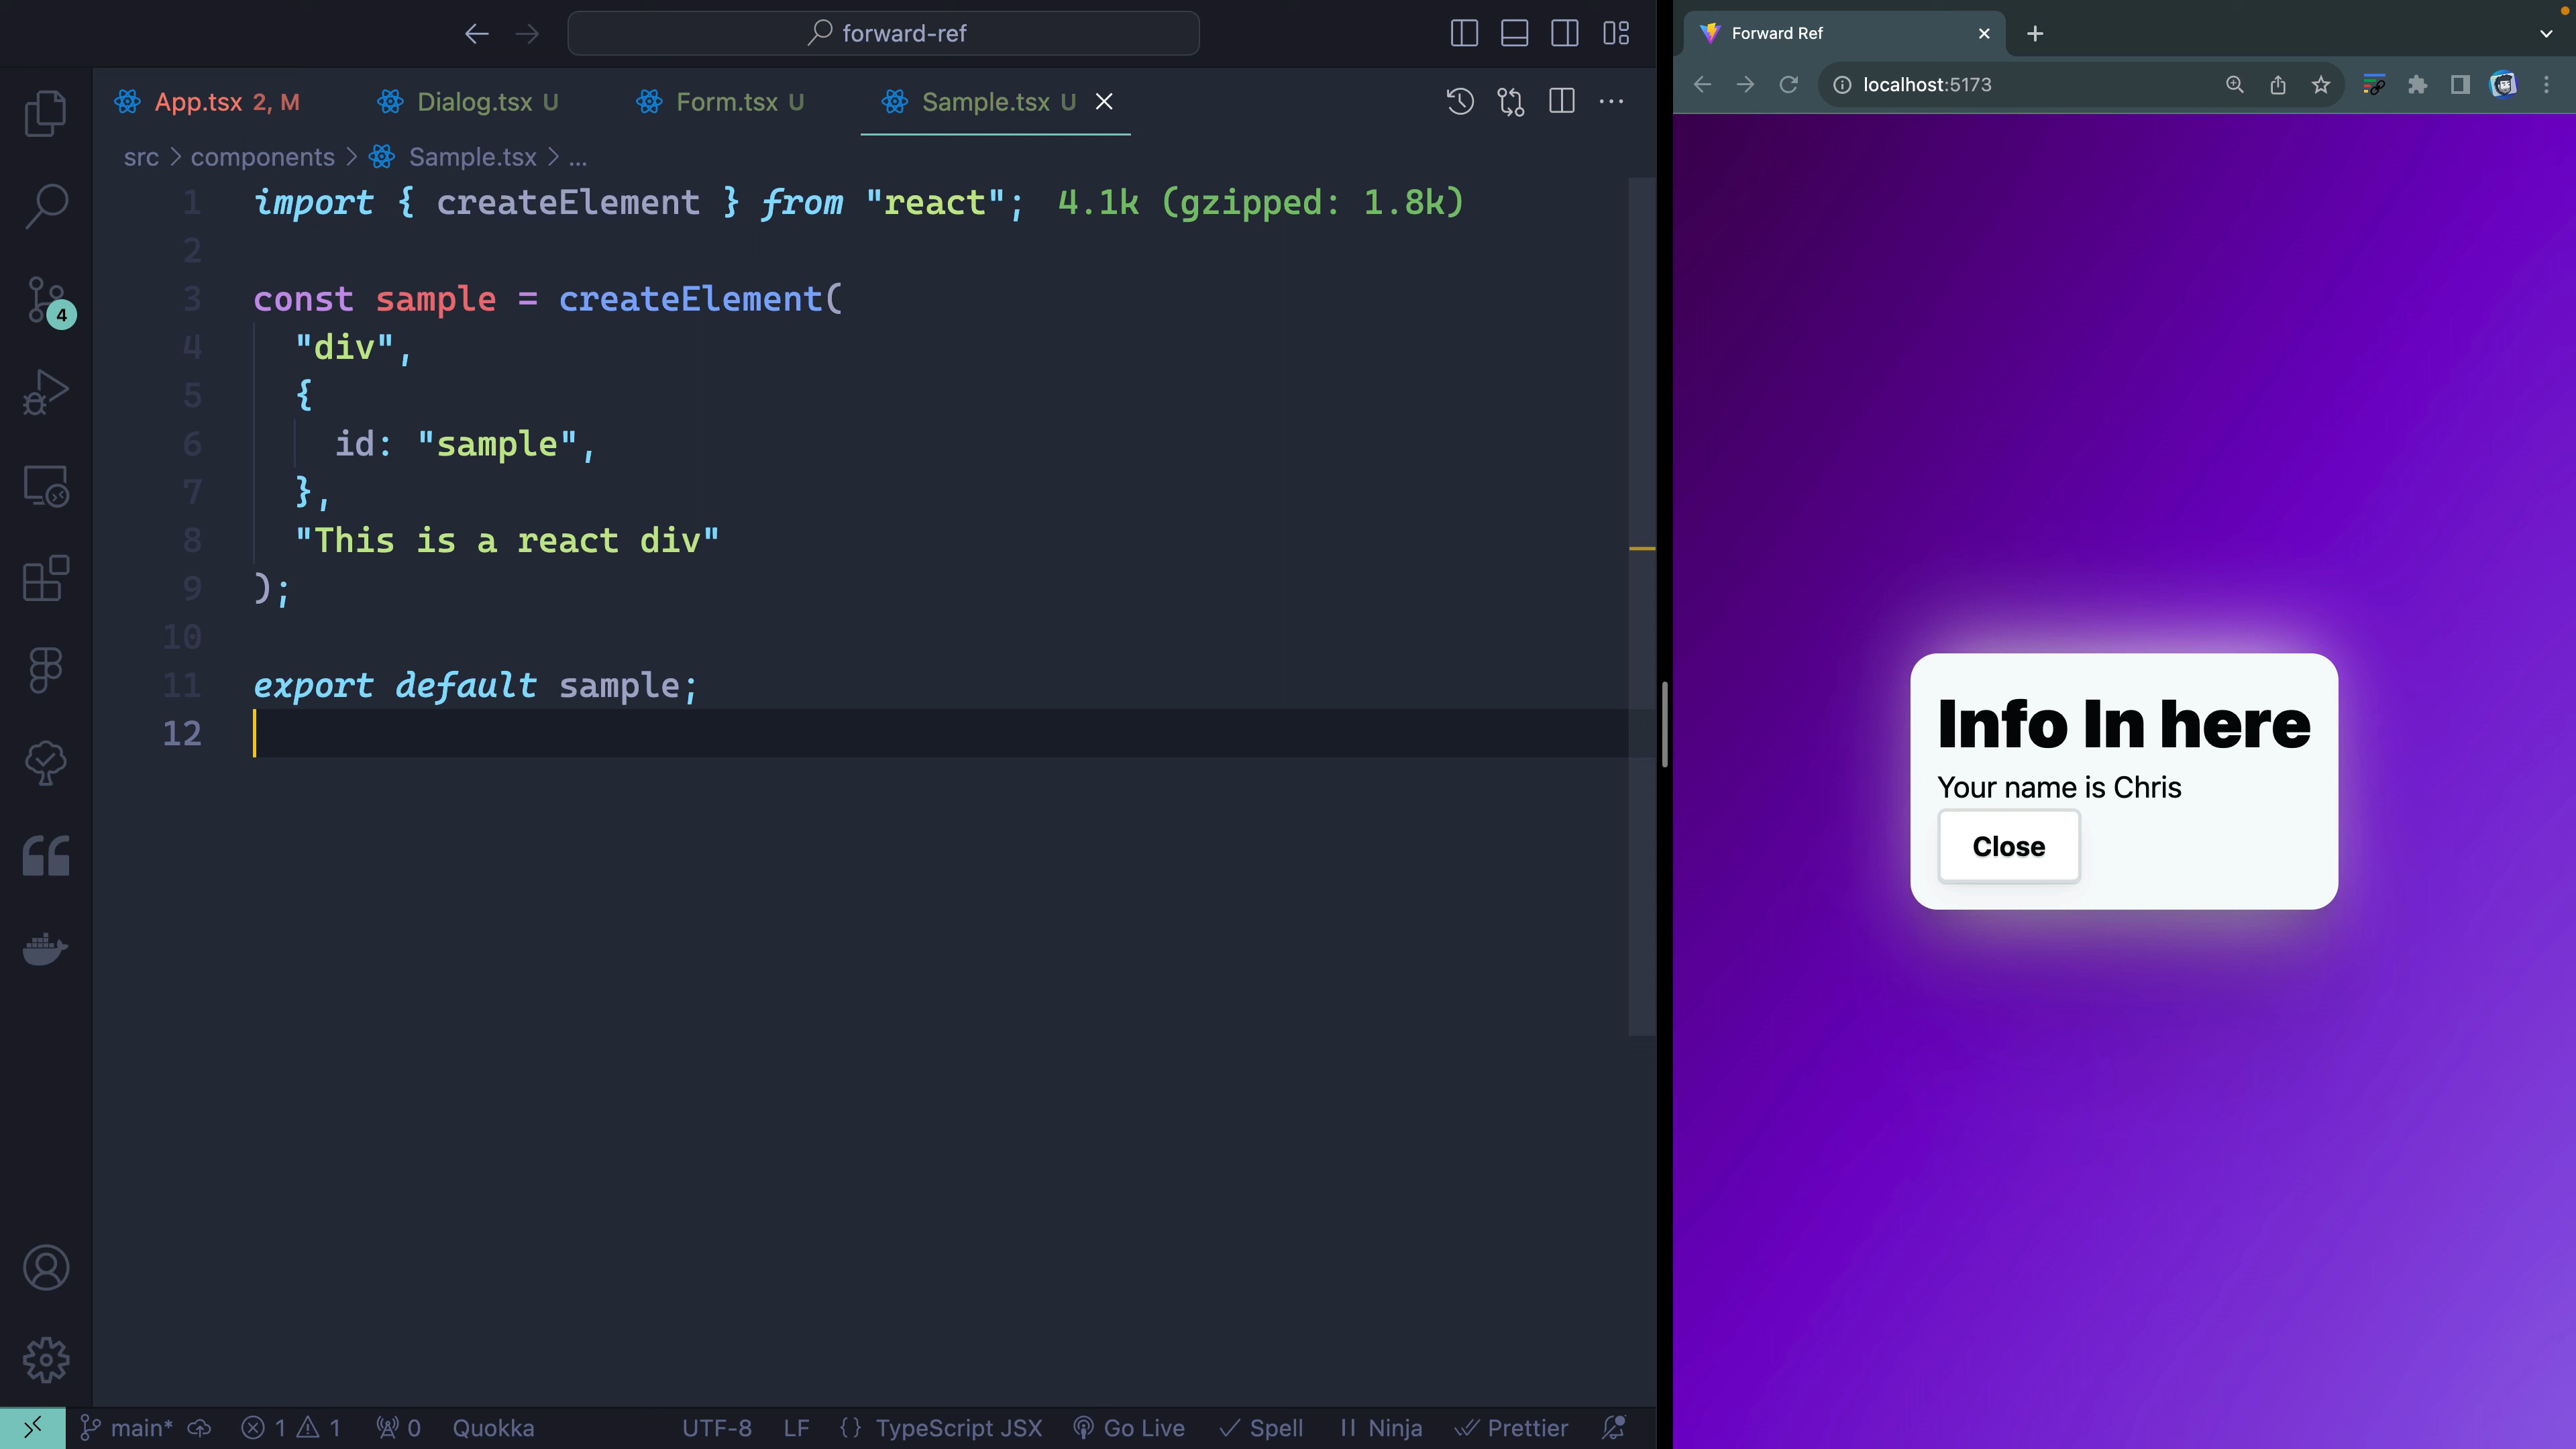 forward-ref
App.tsx 2, M
Dialog.tsx U
Form.tsx U
Sample.tsx U
src > components > Sample.tsx > ...
1 import { createElement } from "react"; 4.1k (gzipped: 1.8k)
2
3 const sample = createElement(
4 "div",
5 {
6 id: "sample",
7 },
8 "This is a react div"
9 );
10
11 export default sample;
12
4
main* 1 1 0 Quokka UTF-8 LF {} TypeScript JSX Go Live Spell Ninja Prettier
Forward Ref
localhost:5173
Info In here
Your name is Chris
Close